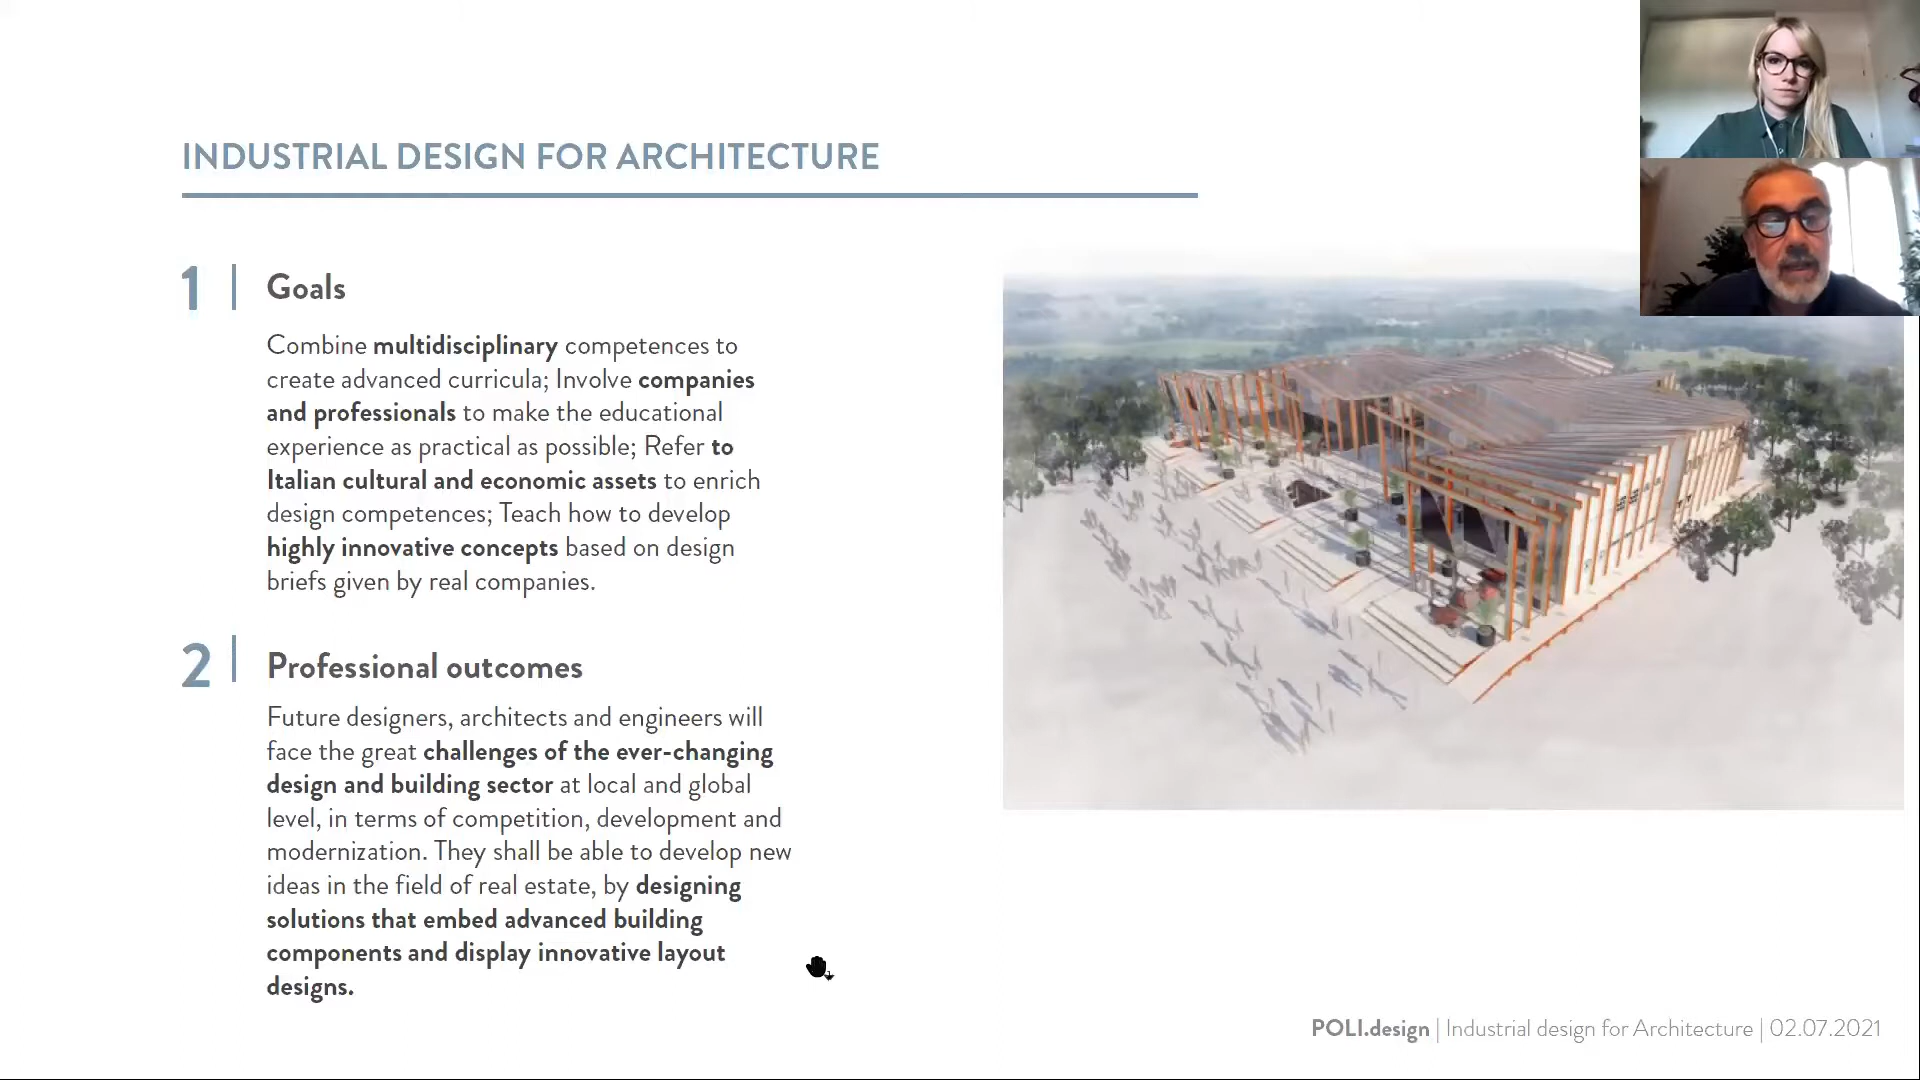 INDUSTRIAL DESIGN FOR ARCHITECTURE
1
Goals
Combine multidisciplinary competences to
create advanced curricula; Involve companies
and professionals to make the educational
experience as practical as possible; Refer to
Italian cultural and economic assets to enrich
design competences; Teach how to develop
highly innovative concepts based on design
briefs given by real companies.
2
Professional outcomes
Future designers, architects and engineers will
face the great challenges of the ever-changing
design and building sector at local and global
level, in terms of competition, development and
modernization. They shall be able to develop new
ideas in the field of real estate, by designing
solutions that embed advanced building
components and display innovative layout
designs.
POLI.design | Industrial design for Architecture | 02.07.2021